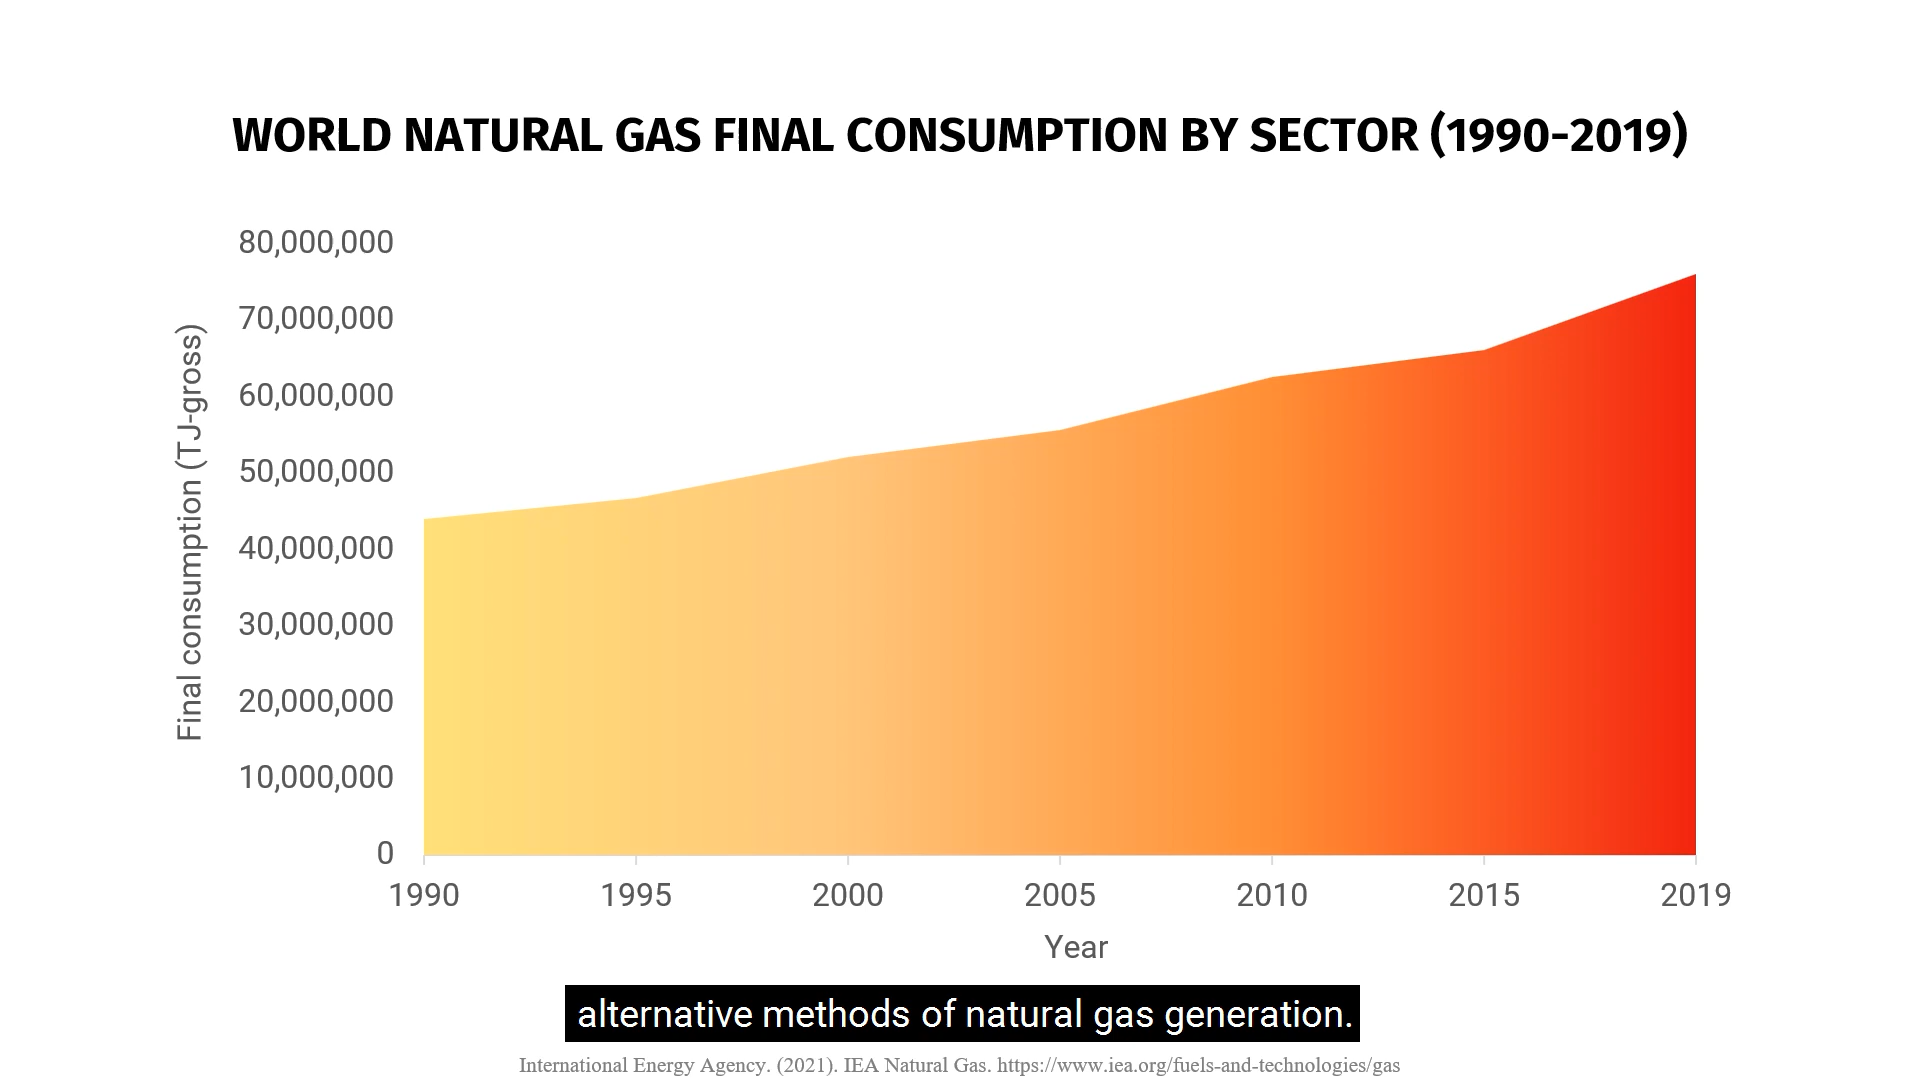 WORLD NATURAL GAS FINAL CONSUMPTION BY SECTOR (1990-2019)
Final consumption (TJ-gross)
80,000,000
70,000,000
60,000,000
50,000,000
40,000,000
30,000,000
20,000,000
10,000,000
0
1990 1995 2000 2005 2010 2015 2019
Year
alternative methods of natural gas generation.
International Energy Agency. (2021). IEA Natural Gas. https://www.iea.org/fuels-and-technologies/gas